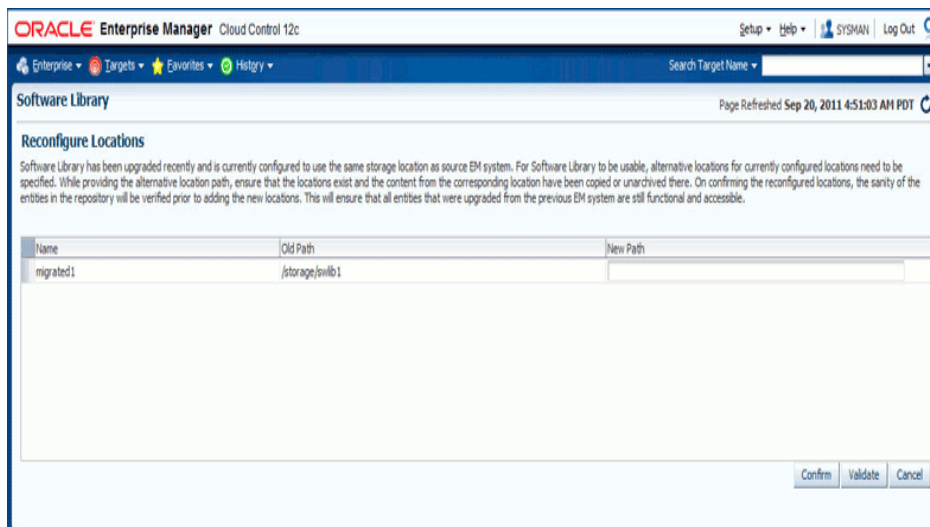 ORACLE Enterprise Manager Cloud Control 12c
Setup Help SYSMAN Log Out
Enterprise Targets Favorites History Search Target Name
Software Library
Page Refreshed Sep 20, 2011 4:51:03 AM PDT
Reconfigure Locations
Software Library has been upgraded recently and is currently configured to use the same storage location as source EM system. For Software Library to be usable, alternative locations for currently configured locations need to be
specified. While providing the alternative location path, ensure that the locations exist and the content from the corresponding location have been copied or unarchived there. On confirming the reconfigured locations, the sanity of the
entities in the repository will be verified prior to adding the new locations. This will ensure that all entities that were upgraded from the previous EM system are still functional and accessible.
Name Old Path New Path
migrated1 /storage/swlib1
Confirm Validate Cancel